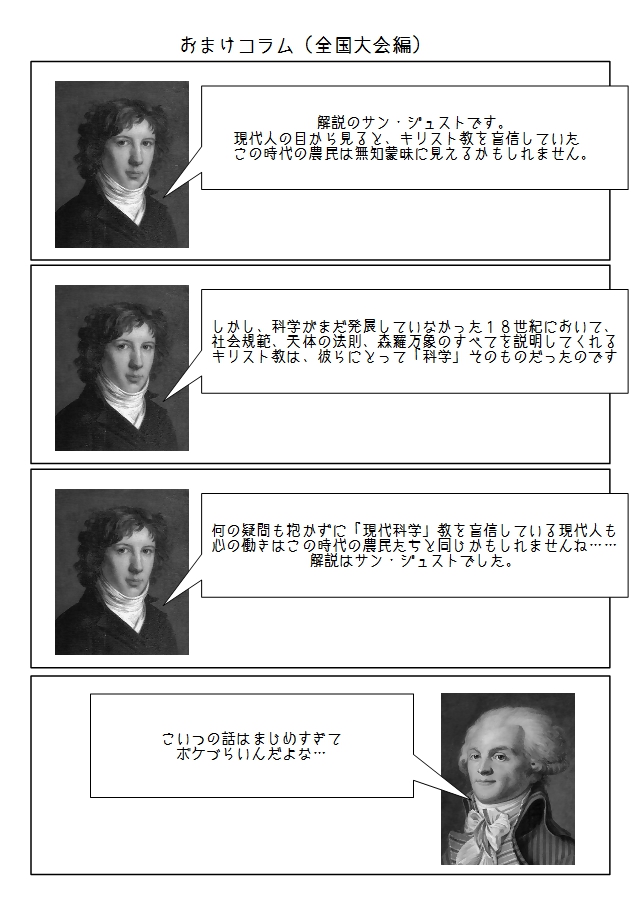 おまけコラム（全国大会編）
解説のサン・ジュストです。
現代人の目から見ると、キリスト教を盲信していた
この時代の農民は無知蒙昧に見えるかもしれません。
しかし、科学がまだ発展していなかった１８世紀において、
社会規範、天体の法則、森羅万象のすべてを説明してくれる
キリスト教は、彼らにとって「科学」そのものだったのです
何の疑問も抱かずに「現代科学」教を盲信している現代人も
心の働きはこの時代の農民たちと同じかもしれませんね……
解説はサン・ジュストでした。
こいつの話はまじめすぎて
ボケづらいんだよな…